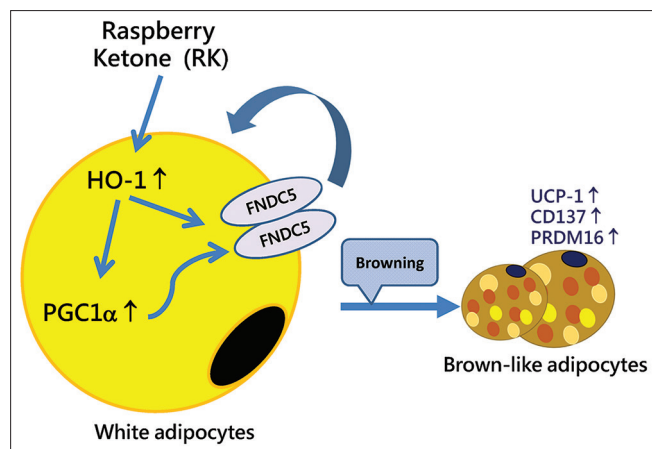 Raspberry
Ketone (RK)
HO-1↑
FNDC5
FNDC5
PGC1α↑
White adipocytes
Browning
UCP-1↑
CD137↑
PRDM16↑
Brown-like adipocytes